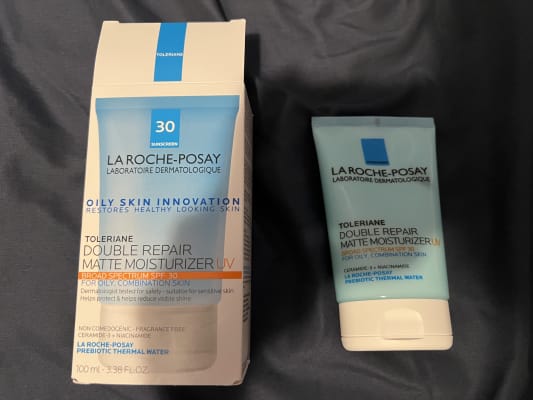 TOLERIANE
30
SUNSCREEN
LA ROCHE-POSAY
LABORATOIRE DERMATOLOGIQUE
OILY SKIN INNOVATION
RESTORES HEALTHY LOOKING SKIN
TOLERIANE
DOUBLE REPAIR
MATTE MOISTURIZER UV
BROAD SPECTRUM SPF 30
FOR OILY, COMBINATION SKIN
Dermatologist tested for safety - suitable for sensitive skin
Helps protect & helps reduce visible shine
NON COMEDOGENIC - FRAGRANCE FREE
CERAMIDE-3 + NIACINAMIDE
LA ROCHE-POSAY
PREBIOTIC THERMAL WATER
100 ml - 3.38 FL.OZ.
LA ROCHE-POSAY
LABORATOIRE DERMATOLOGIQUE
TOLERIANE
DOUBLE REPAIR
MATTE MOISTURIZER UV
BROAD SPECTRUM SPF 30
FOR OILY, COMBINATION SKIN
CERAMIDE-3 + NIACINAMIDE
LA ROCHE-POSAY
PREBIOTIC THERMAL WATER